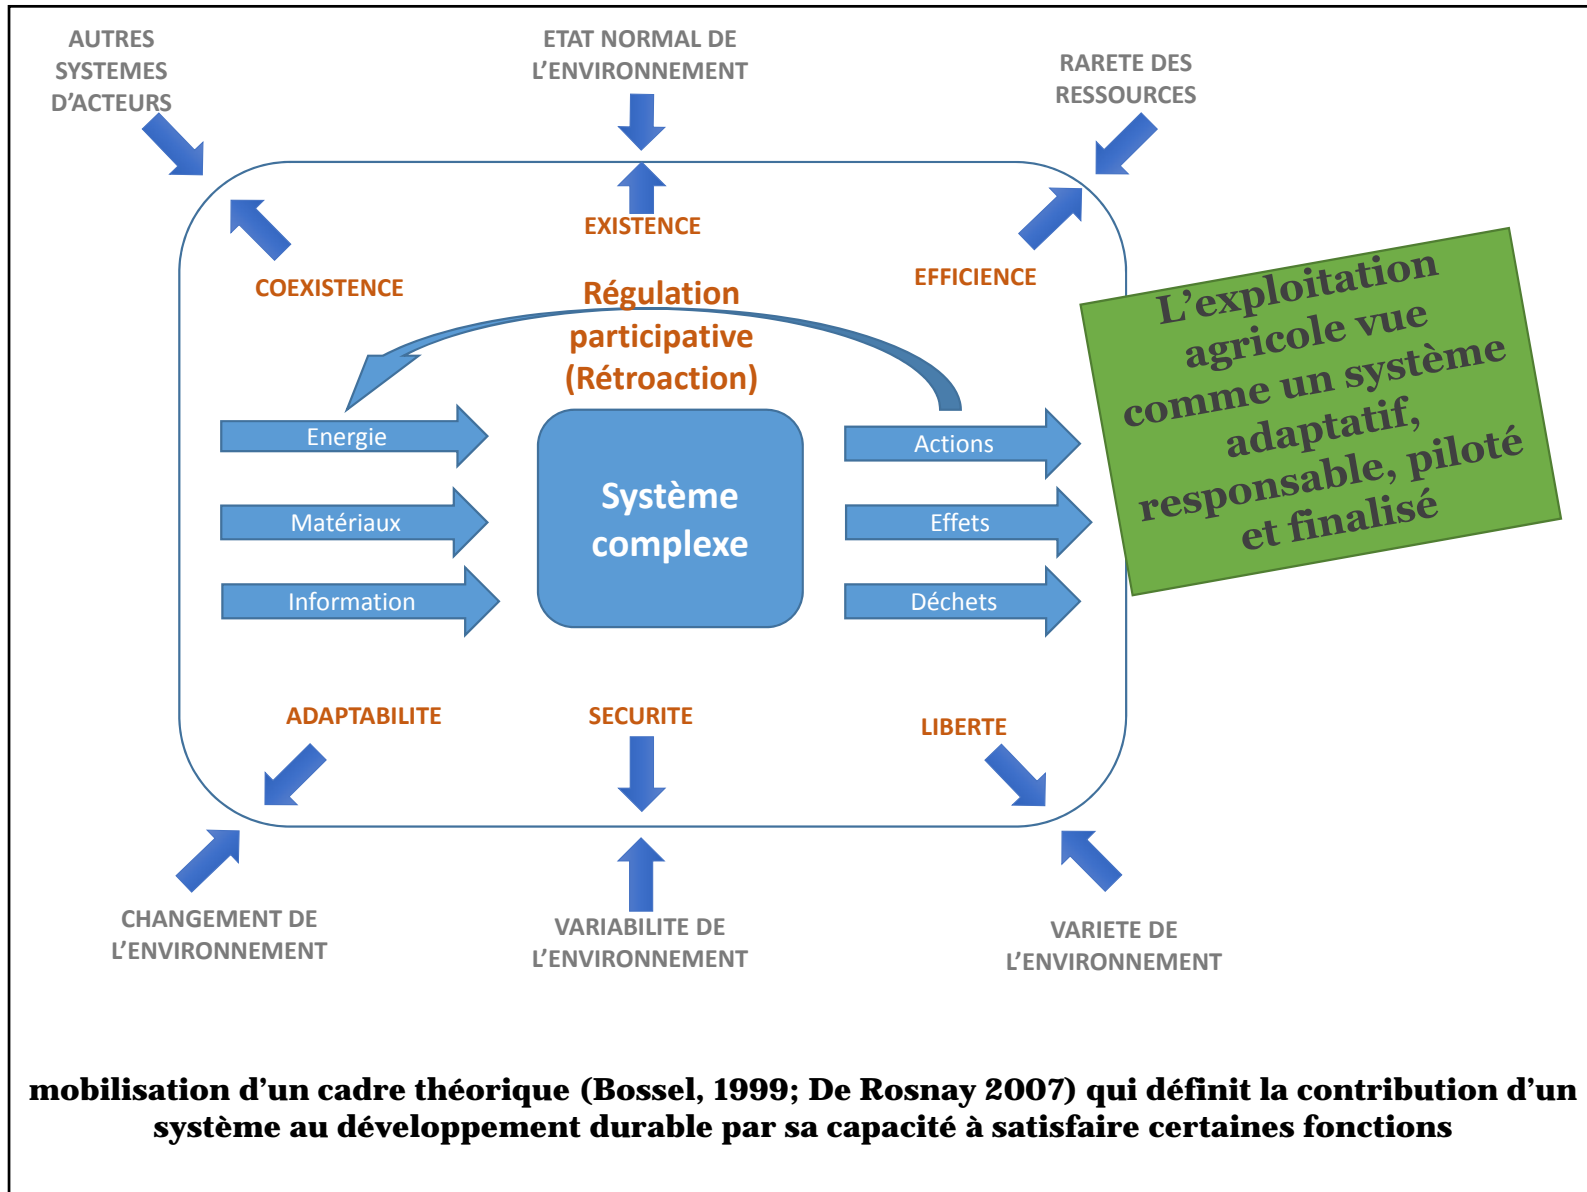 AUTRES
SYSTEMES
D'ACTEURS
ETAT NORMAL DE
L'ENVIRONNEMENT
RARETE DES
RESSOURCES
EXISTENCE
COEXISTENCE
EFFICIENCE
Régulation
participative
(Rétroaction)
L'exploitation
agricole vue
comme un système
adaptatif,
responsable, piloté
et finalisé
Energie
Matériaux
Information
Système
complexe
Actions
Effets
Déchets
ADAPTABILITE
SECURITE
LIBERTE
CHANGEMENT DE
L'ENVIRONNEMENT
VARIABILITE DE
L'ENVIRONNEMENT
VARIETE DE
L'ENVIRONNEMENT
mobilisation d'un cadre théorique (Bossel, 1999; De Rosnay 2007) qui définit la contribution d'un
système au développement durable par sa capacité à satisfaire certaines fonctions